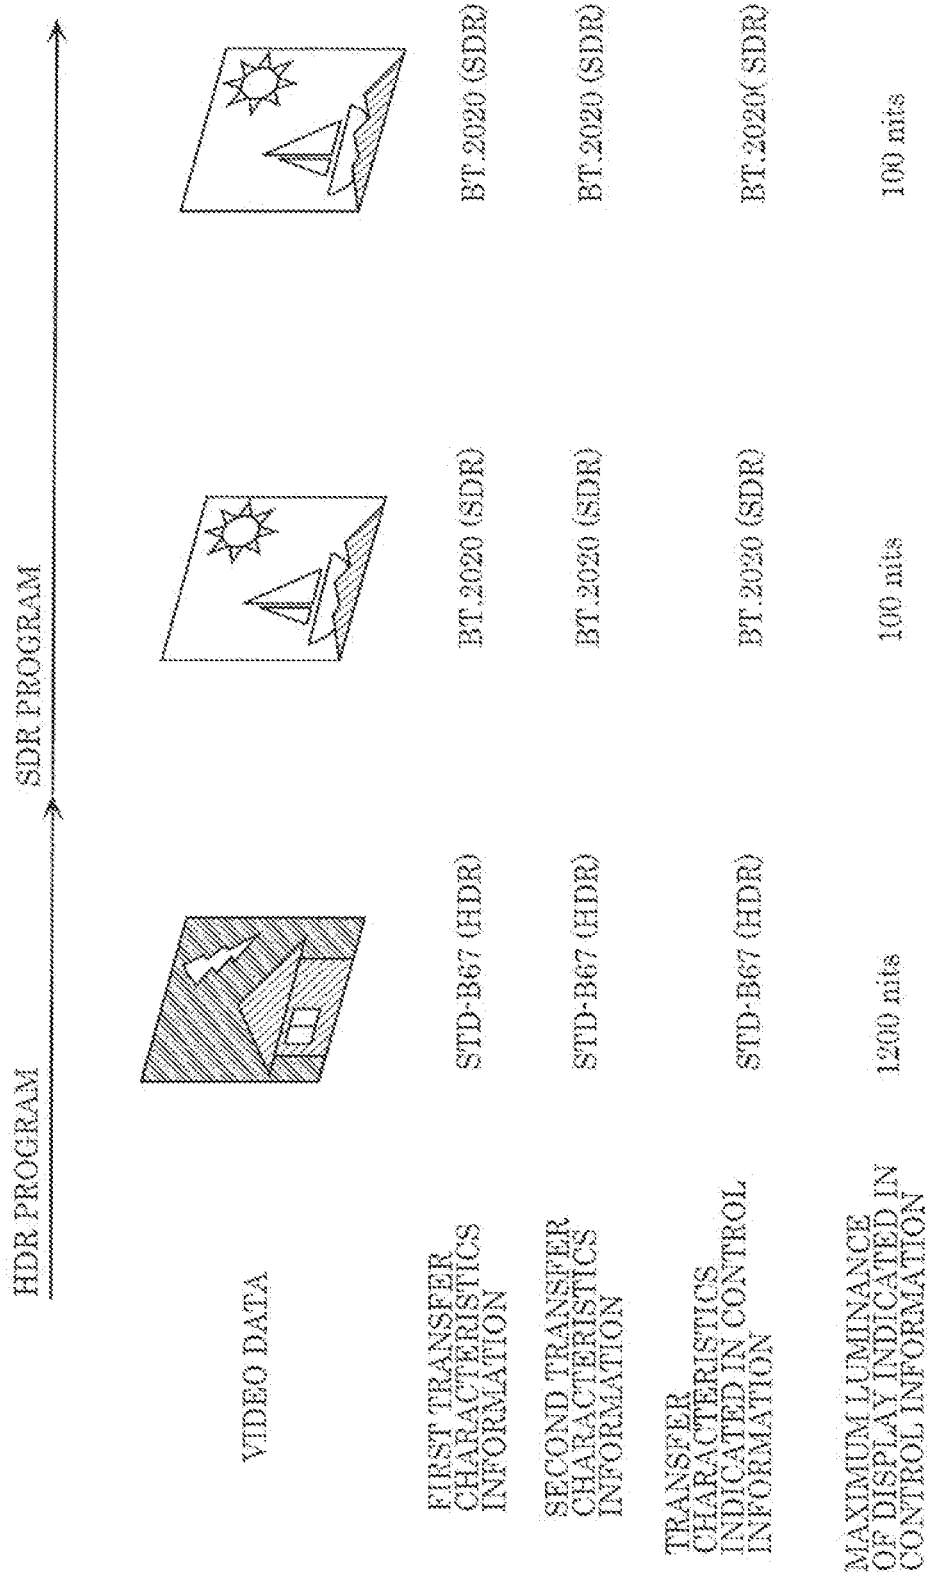 HDR PROGRAM
SDR PROGRAM
VIDEO DATA
FIRST TRANSFER
CHARACTERISTICS
INFORMATION
STD-B67 (HDR)
BT.2020 (SDR)
BT.2020 (SDR)
SECOND TRANSFER
CHARACTERISTICS
INFORMATION
STD-B67 (HDR)
BT.2020 (SDR)
BT.2020 (SDR)
TRANSFER
CHARACTERISTICS
INDICATED IN CONTROL
INFORMATION
STD-B67 (HDR)
BT.2020 (SDR)
BT.2020( SDR)
MAXIMUM LUMINANCE
OF DISPLAY INDICATED IN
CONTROL INFORMATION
1200 nits
100 nits
100 nits